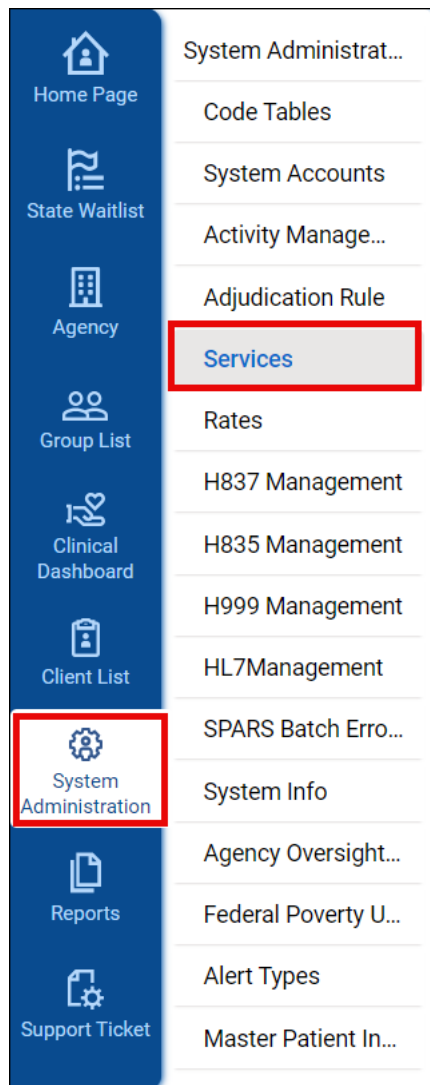 Home Page
State Waitlist
Agency
Group List
Clinical
Dashboard
Client List
System
Administration
Reports
Support Ticket
System Administrat...
Code Tables
System Accounts
Activity Manage...
Adjudication Rule
Services
Rates
H837 Management
H835 Management
H999 Management
HL7Management
SPARS Batch Erro...
System Info
Agency Oversight...
Federal Poverty U...
Alert Types
Master Patient In...